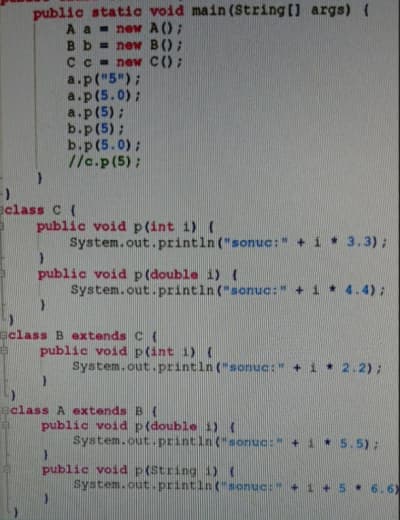 public static void main(String[] args) {
A a = new A();
B b = new B();
C c = new C();
a.p("5");
a.p(5.0);
a.p(5);
b.p(5);
b.p(5.0);
//c.p(5);
}
}
class C {
public void p(int i) {
System.out.println("sonuc:" + i * 3.3);
}
public void p(double i) {
System.out.println("sonuc:" + i * 4.4);
}
}
class B extends C {
public void p(int i) {
System.out.println("sonuc:" + i * 2.2);
}
}
class A extends B {
public void p(double i) {
System.out.println("sonuc:" + i * 5.5);
}
public void p(String i) {
System.out.println("sonuc:" + i + 5 * 6.6)
}
}